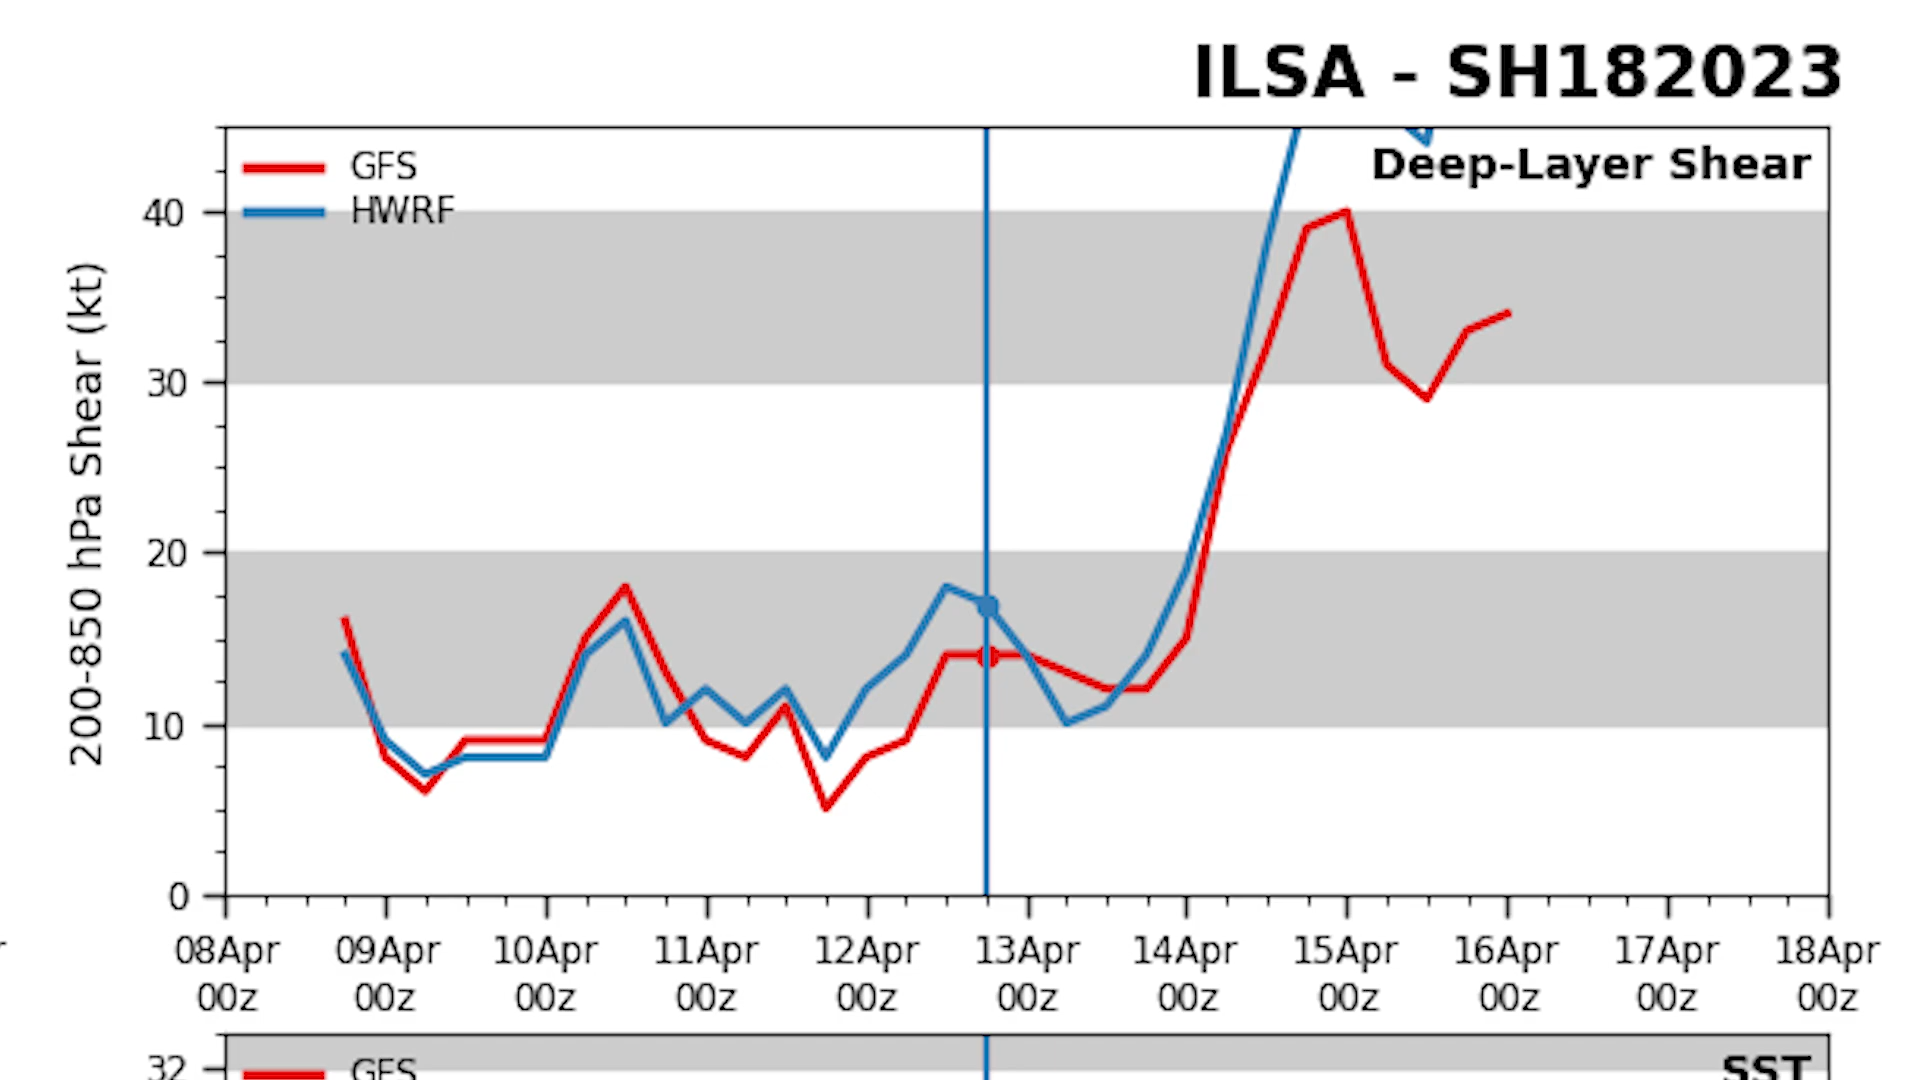 ILSA - SH182023
GFS
HWRF
Deep-Layer Shear
200-850 hPa Shear (kt)
40
30
20
10
0
08Apr 09Apr 10Apr 11Apr 12Apr 13Apr 14Apr 15Apr 16Apr 17Apr 18Apr
00z 00z 00z 00z 00z 00z 00z 00z 00z 00z 00z
32
GFS
SST